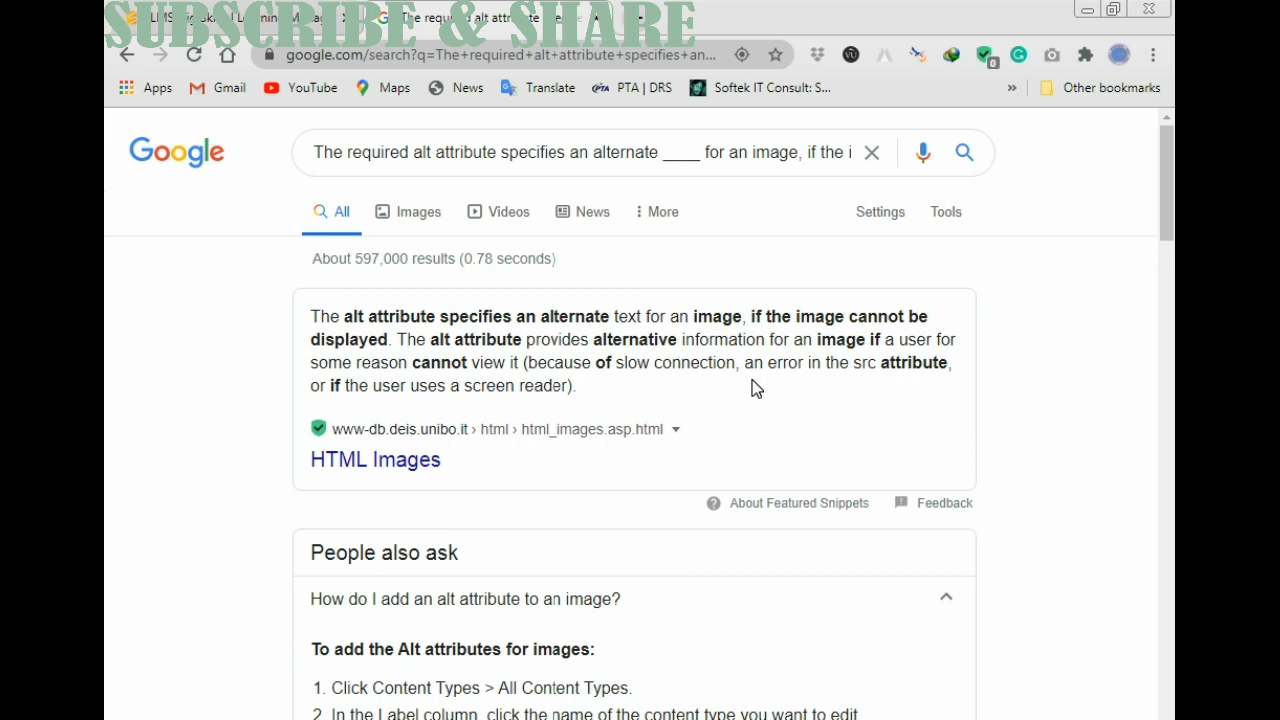 SUBSCRIBE & SHARE
The required alt attribute
google.com/search?q=The+required+alt+attribute+specifies+an...
0
Apps
Gmail
YouTube
Maps
News
Translate
PTA | DRS
Softek IT Consult: S...
»
Other bookmarks
Google
The required alt attribute specifies an alternate ____ for an image, if the i
All
Images
Videos
News
More
Settings
Tools
About 597,000 results (0.78 seconds)
The alt attribute specifies an alternate text for an image, if the image cannot be
displayed. The alt attribute provides alternative information for an image if a user for
some reason cannot view it (because of slow connection, an error in the src attribute,
or if the user uses a screen reader).
www-db.deis.unibo.it › html › html_images.asp.html
HTML Images
About Featured Snippets
Feedback
People also ask
How do I add an alt attribute to an image?
To add the Alt attributes for images:
1. Click Content Types > All Content Types.
2. In the Label column, click the name of the content type you want to edit